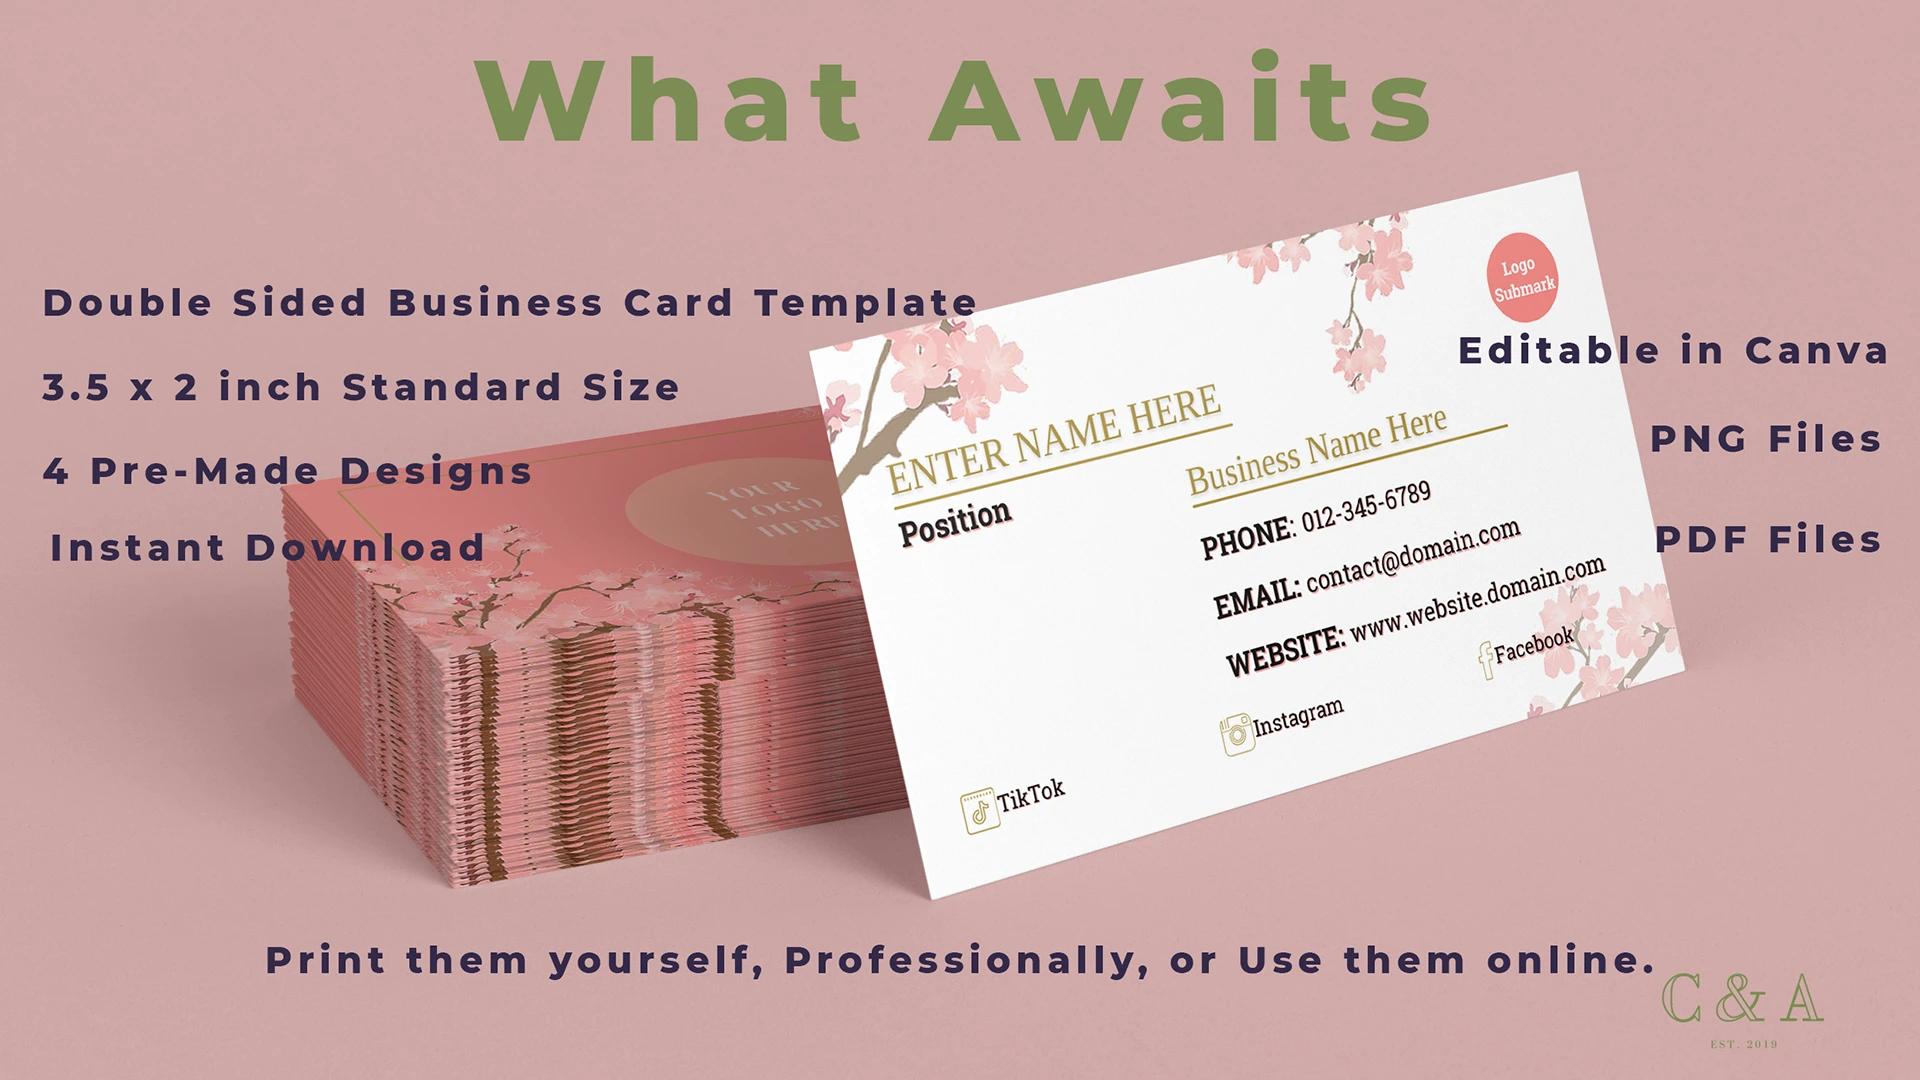 What Awaits
Double Sided Business Card Template
3.5 x 2 inch Standard Size
4 Pre-Made Designs
Instant Download
Editable in Canva
PNG Files
PDF Files
YOUR
LOGO
HERE
Logo
Submark
ENTER NAME HERE
Position
Business Name Here
PHONE: 012-345-6789
EMAIL: contact@domain.com
WEBSITE: www.website.domain.com
Facebook
Instagram
TikTok
Print them yourself, Professionally, or Use them online.
C & A
EST. 2019